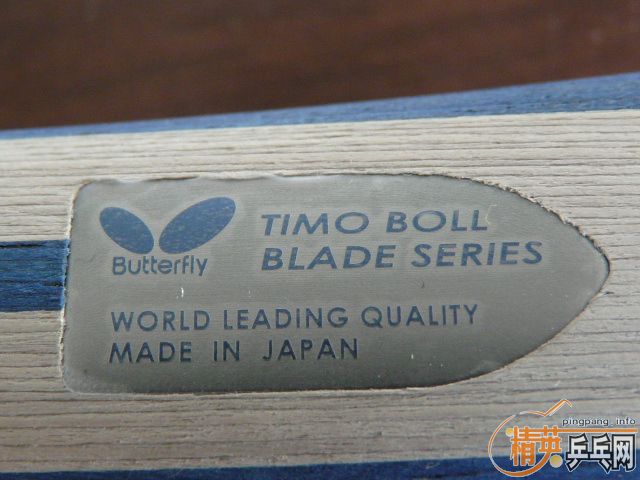 TIMO BOLL
BLADE SERIES
Butterfly
WORLD LEADING QUALITY
MADE IN JAPAN
pingpang_info
精英乒乓网